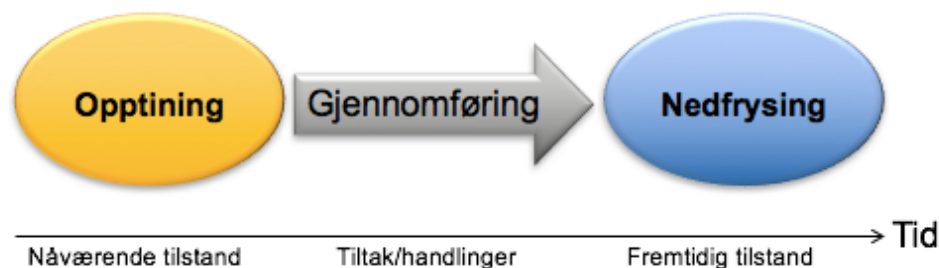 Opptining
Gjennomføring
Nedfrysing
Tid
Nåværende tilstand
Tiltak/handlinger
Fremtidig tilstand